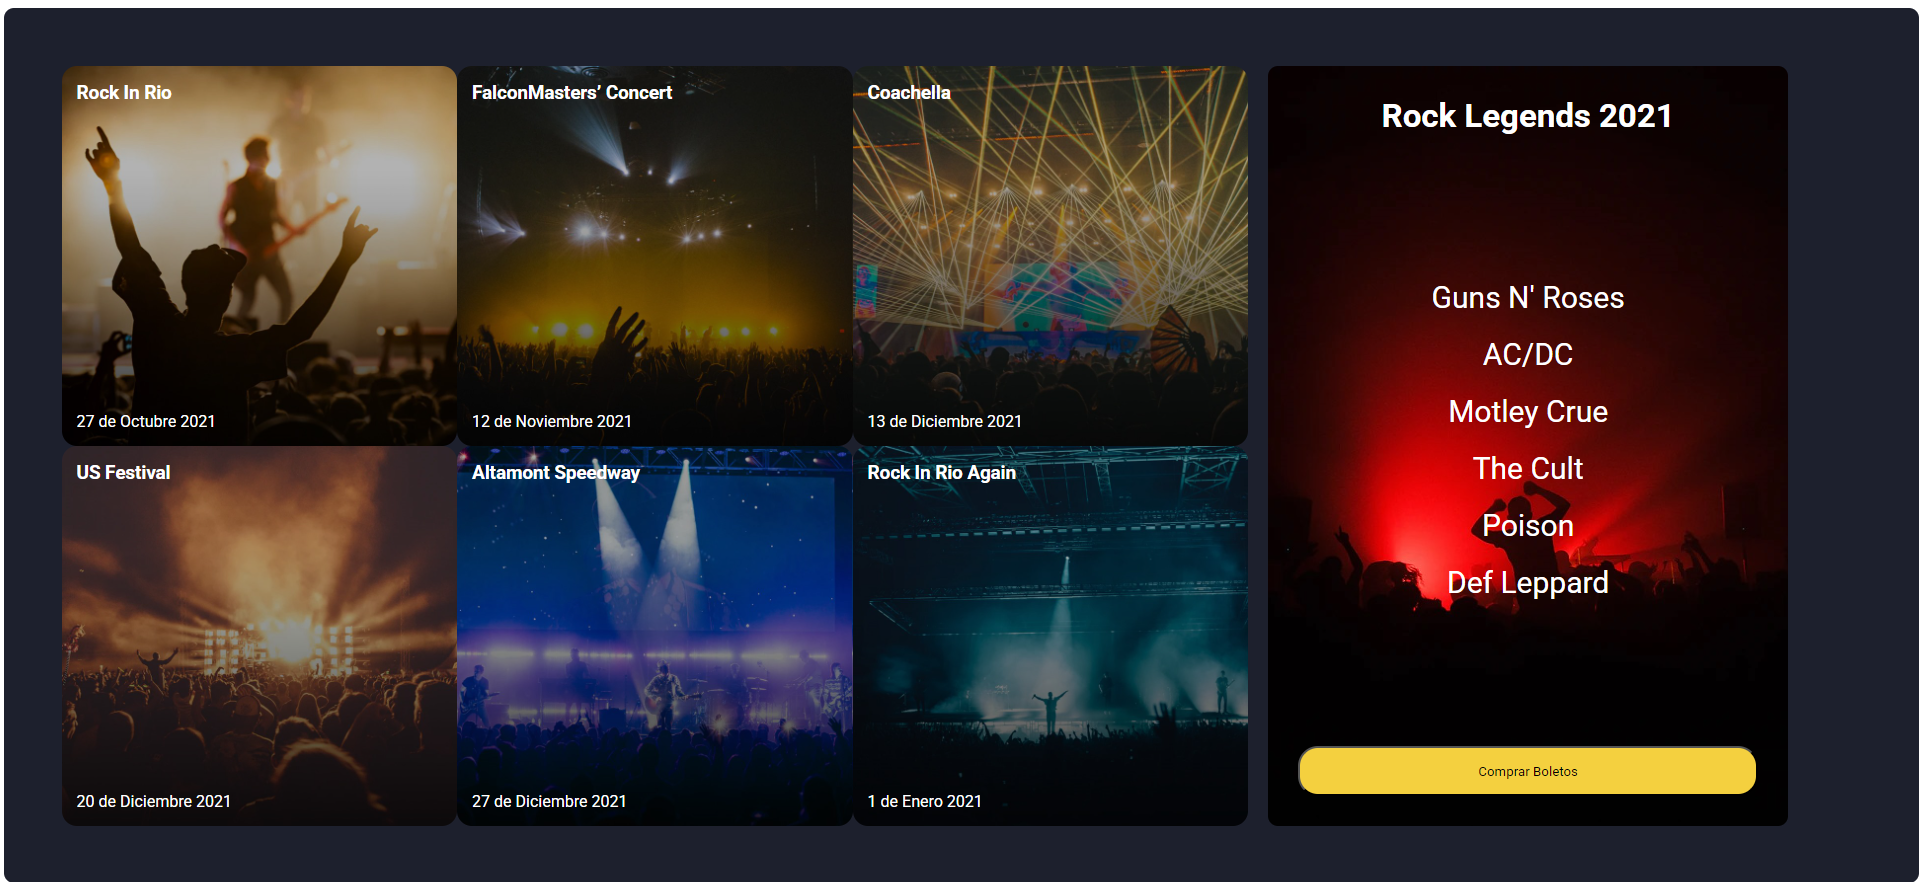 Rock In Rio
27 de Octubre 2021
FalconMasters’ Concert
12 de Noviembre 2021
Coachella
13 de Diciembre 2021
US Festival
20 de Diciembre 2021
Altamont Speedway
27 de Diciembre 2021
Rock In Rio Again
1 de Enero 2021
Rock Legends 2021
Guns N' Roses
AC/DC
Motley Crue
The Cult
Poison
Def Leppard
Comprar Boletos